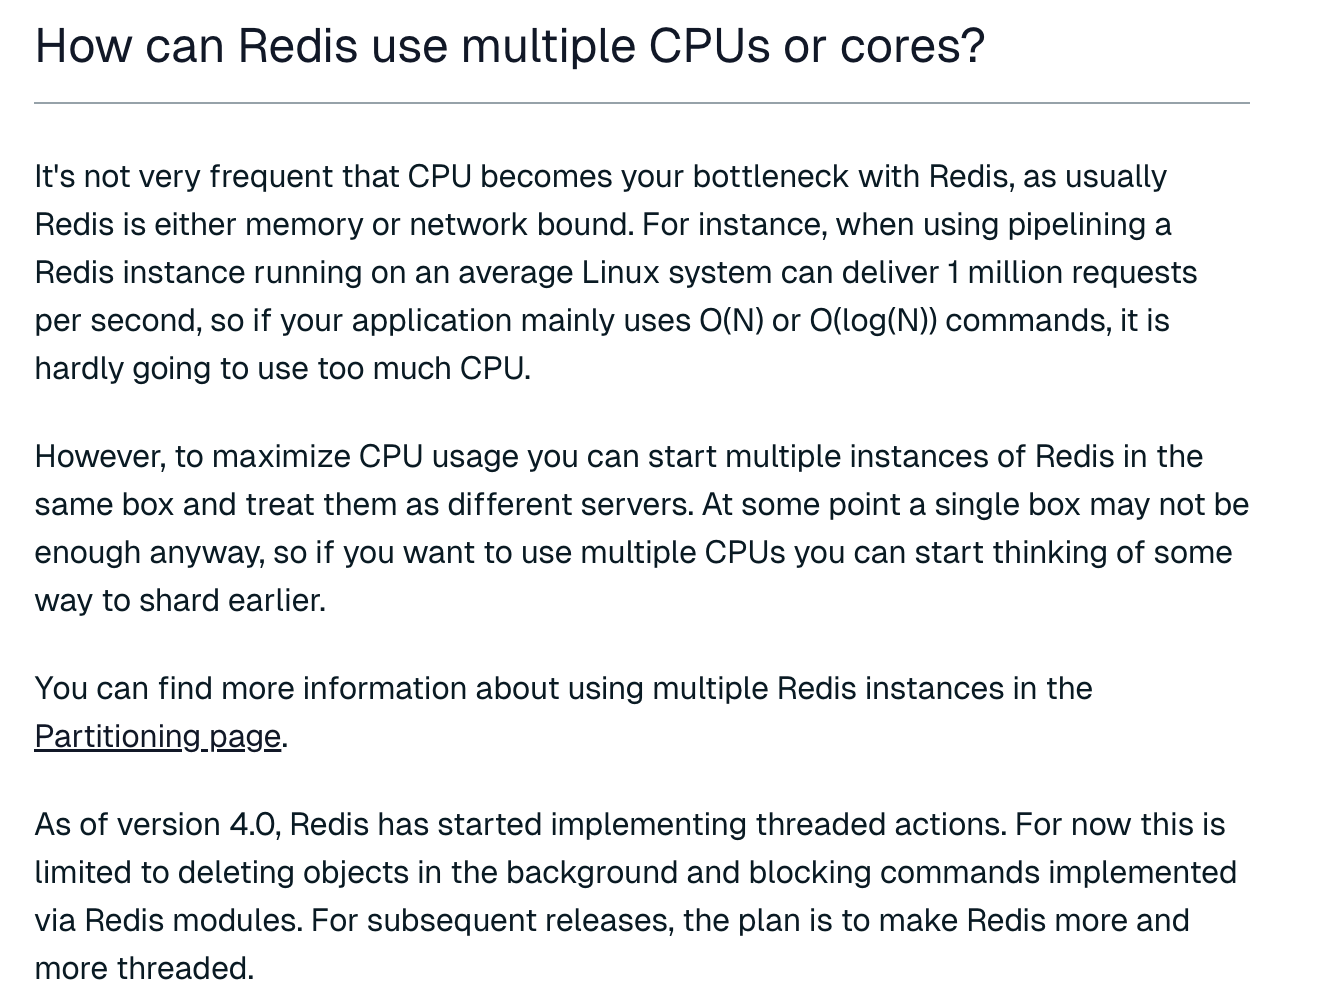 How can Redis use multiple CPUs or cores?
It's not very frequent that CPU becomes your bottleneck with Redis, as usually
Redis is either memory or network bound. For instance, when using pipelining a
Redis instance running on an average Linux system can deliver 1 million requests
per second, so if your application mainly uses O(N) or O(log(N)) commands, it is
hardly going to use too much CPU.
However, to maximize CPU usage you can start multiple instances of Redis in the
same box and treat them as different servers. At some point a single box may not be
enough anyway, so if you want to use multiple CPUs you can start thinking of some
way to shard earlier.
You can find more information about using multiple Redis instances in the
Partitioning page.
As of version 4.0, Redis has started implementing threaded actions. For now this is
limited to deleting objects in the background and blocking commands implemented
via Redis modules. For subsequent releases, the plan is to make Redis more and
more threaded.